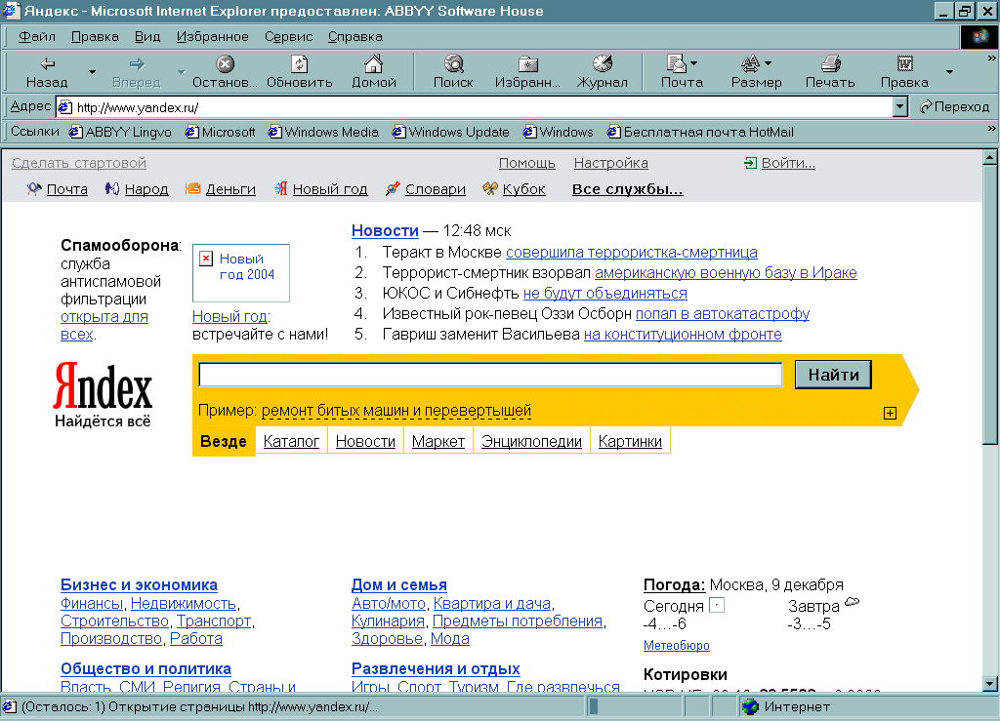 Яндекс - Microsoft Internet Explorer предоставлен: ABBYY Software House
Файл Правка Вид Избранное Сервис Справка
Назад Вперед Останов... Обновить Домой Поиск Избранн... Журнал Почта Размер Печать Правка »
Адрес http://www.yandex.ru/ Переход
Ссылки ABBYY Lingvo Microsoft Windows Media Windows Update Windows Бесплатная почта HotMail »
Сделать стартовой Помощь Настройка Войти...
Почта Народ Деньги Новый год Словари Кубок Все службы...
Спамооборона:
служба
антиспамовой
фильтрации
открыта для
всех.
Новый
год 2004
Новый год:
встречайте с нами!
Новости — 12:48 мск
1. Теракт в Москве совершила террористка-смертница
2. Террорист-смертник взорвал американскую военную базу в Ираке
3. ЮКОС и Сибнефть не будут объединяться
4. Известный рок-певец Оззи Осборн попал в автокатастрофу
5. Гавриш заменит Васильева на конституционном фронте
Яndex
Найдётся всё
Найти
Пример: ремонт битых машин и перевертышей
Везде Каталог Новости Маркет Энциклопедии Картинки
Бизнес и экономика
Финансы, Недвижимость,
Строительство, Транспорт,
Производство, Работа
Общество и политика
Власть, СМИ, Религия, Страны и
Дом и семья
Авто/мото, Квартира и дача,
Кулинария, Предметы потребления,
Здоровье, Мода
Развлечения и отдых
Игры, Спорт, Туризм, Где развлечься
Погода: Москва, 9 декабря
Сегодня Завтра
-4...-6 -3...-5
Метеобюро
Котировки
(Осталось: 1) Открытие страницы http://www.yandex.ru/... Интернет